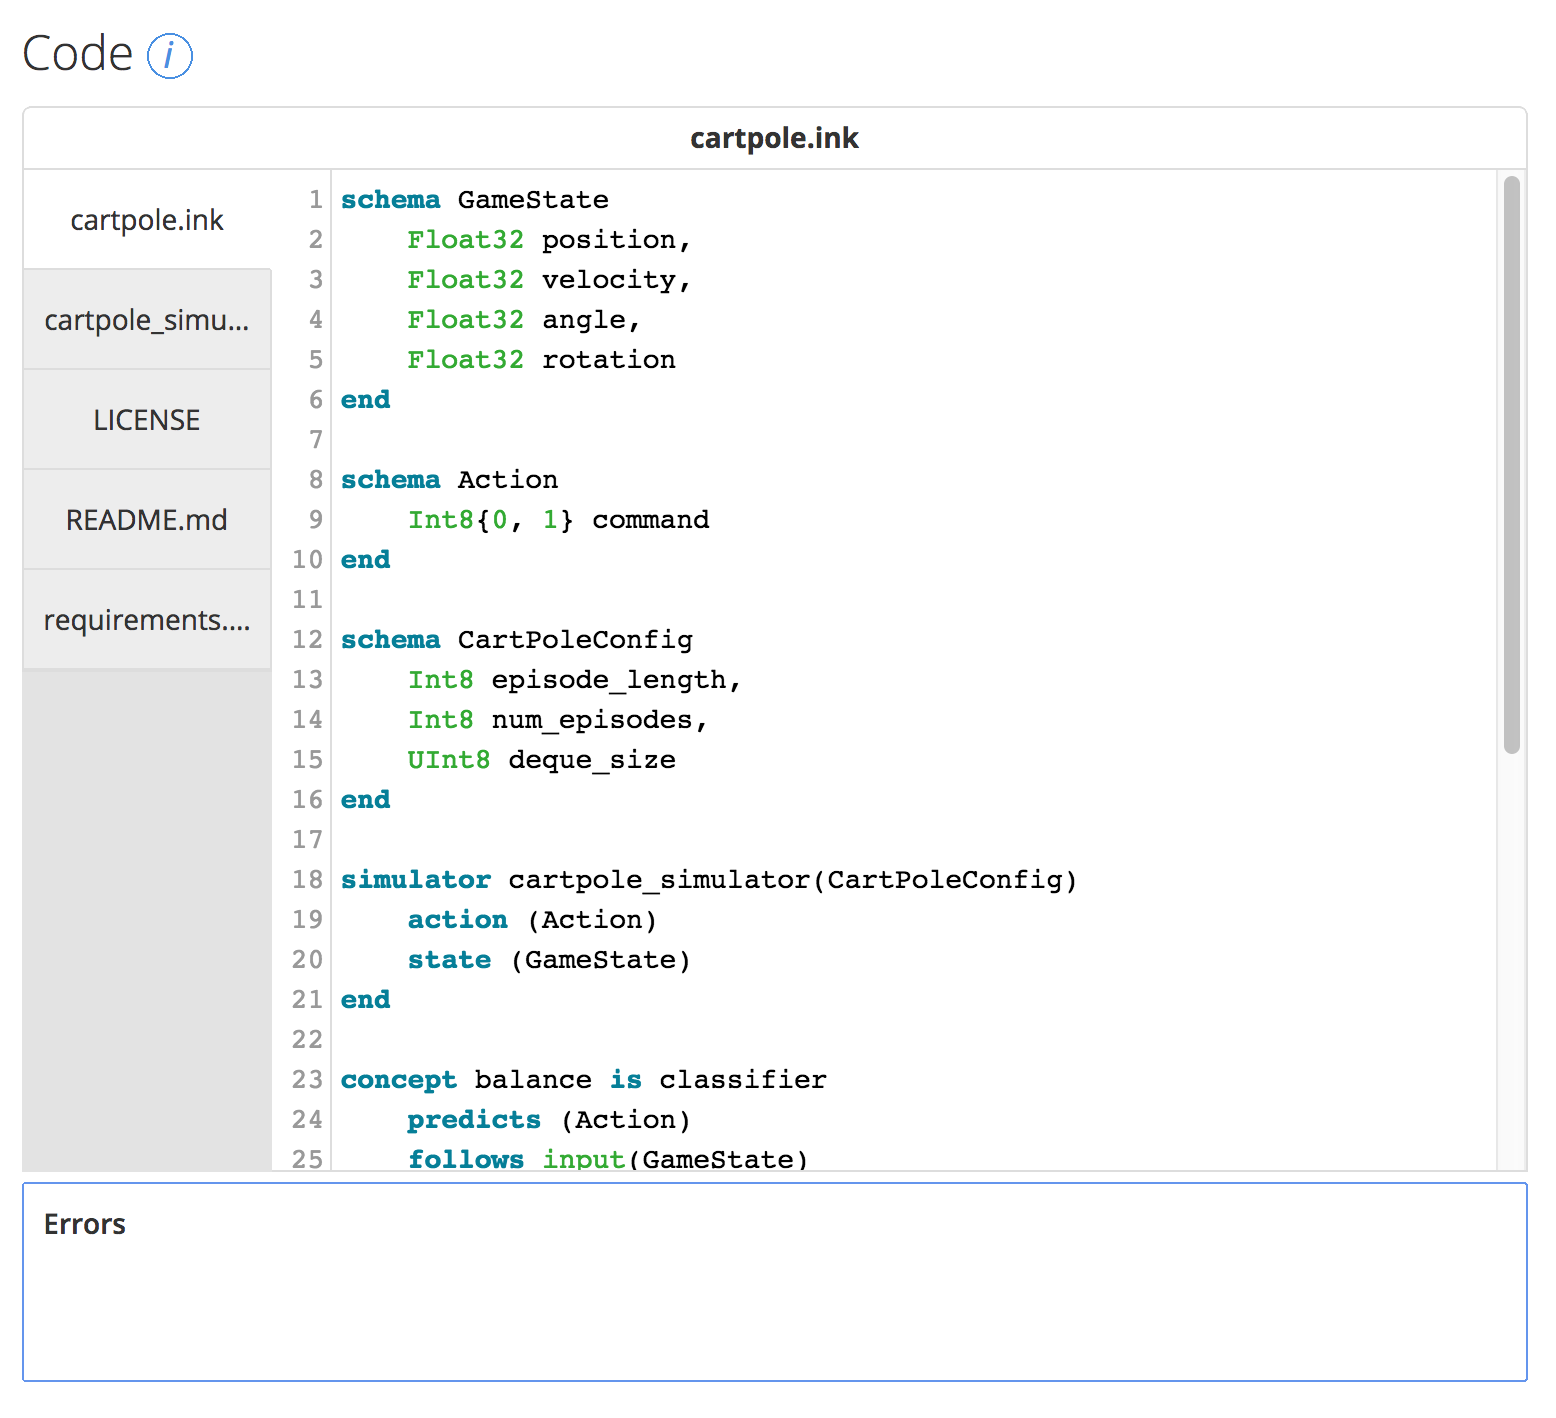 Code i
cartpole.ink
cartpole.ink
cartpole_simu...
LICENSE
README.md
requirements....
1 schema GameState
2     Float32 position,
3     Float32 velocity,
4     Float32 angle,
5     Float32 rotation
6 end
7
8 schema Action
9     Int8{0, 1} command
10 end
11
12 schema CartPoleConfig
13     Int8 episode_length,
14     Int8 num_episodes,
15     UInt8 deque_size
16 end
17
18 simulator cartpole_simulator(CartPoleConfig)
19     action (Action)
20     state (GameState)
21 end
22
23 concept balance is classifier
24     predicts (Action)
25     follows input(GameState)
Errors